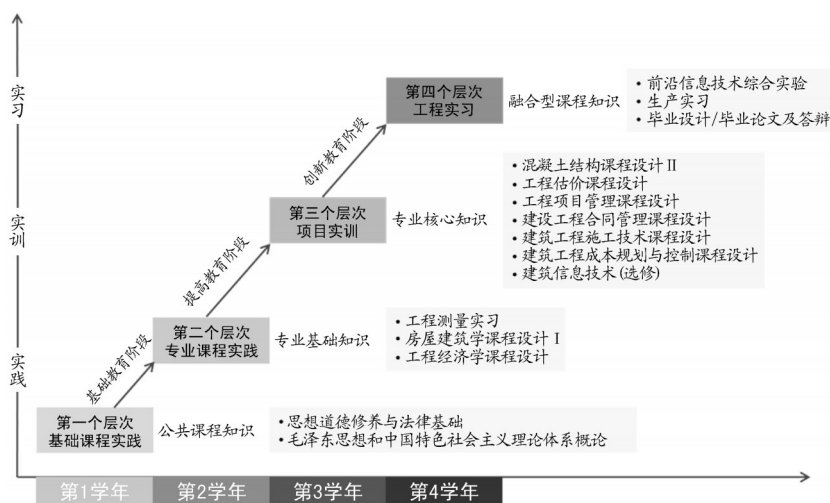 实习
实训
实践
第四个层次
工程实习
融合型课程知识
• 前沿信息技术综合实验
• 生产实习
• 毕业设计/毕业论文及答辩
创新教育阶段
第三个层次
项目实训
专业核心知识
• 混凝土结构课程设计Ⅱ
• 工程估价课程设计
• 工程项目管理课程设计
• 建设工程合同管理课程设计
• 建筑工程施工技术课程设计
• 建筑工程成本规划与控制课程设计
• 建筑信息技术(选修)
提高教育阶段
第二个层次
专业课程实践
专业基础知识
• 工程测量实习
• 房屋建筑学课程设计Ⅰ
• 工程经济学课程设计
基础教育阶段
第一个层次
基础课程实践
公共课程知识
• 思想道德修养与法律基础
• 毛泽东思想和中国特色社会主义理论体系概论
第1学年
第2学年
第3学年
第4学年